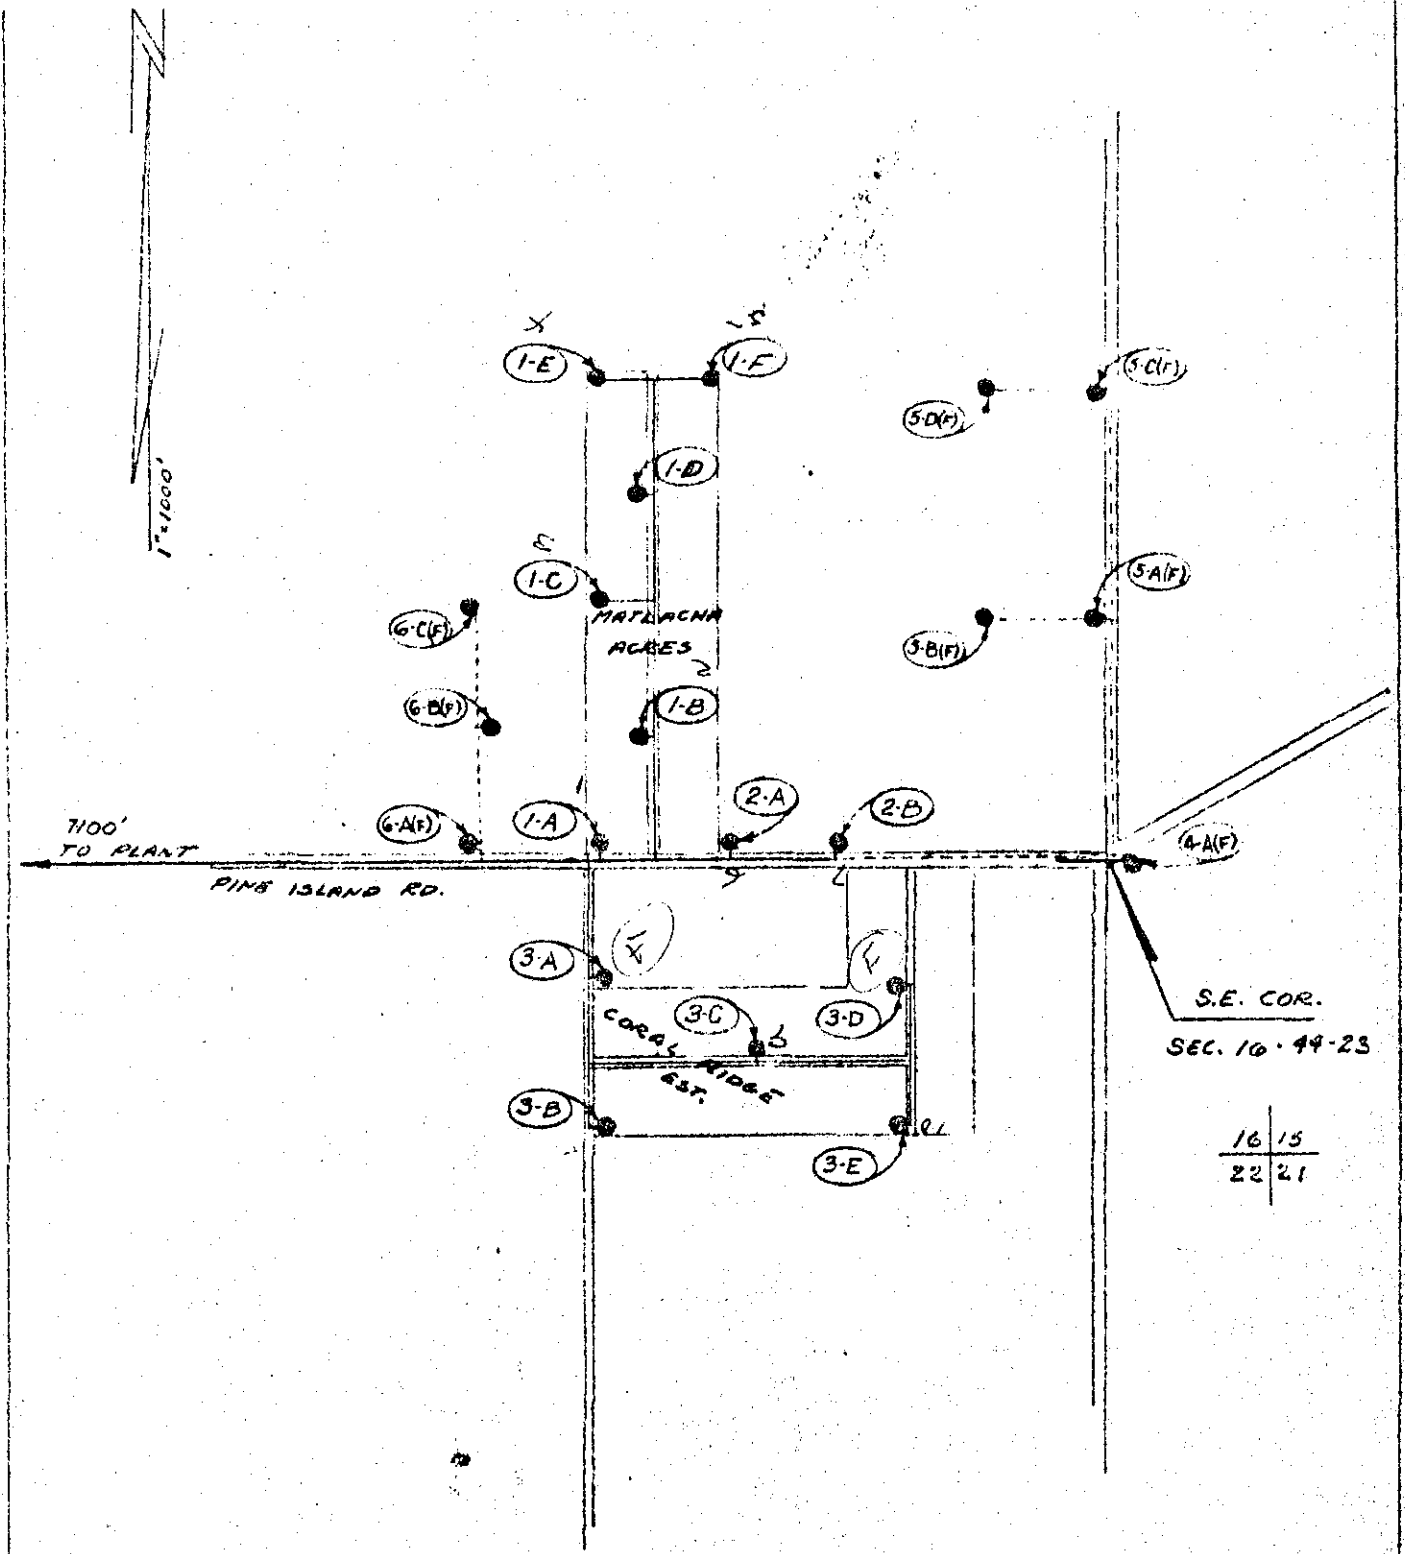 N
1"=1000'
1-E
1-F
5-C(F)
5-D(F)
1-D
1-C
5-A(F)
MATLACHA
ACRES
6-C(F)
5-B(F)
6-B(F)
1-B
2-A
2-B
6-A(F)
1-A
7100'
TO PLANT
4-A(F)
PINE ISLAND RD.
3-A
3-C
3-D
S.E. COR.
SEC. 16-44-23
CORAL RIDGE
EST.
3-B
3-E
16 15
22 21